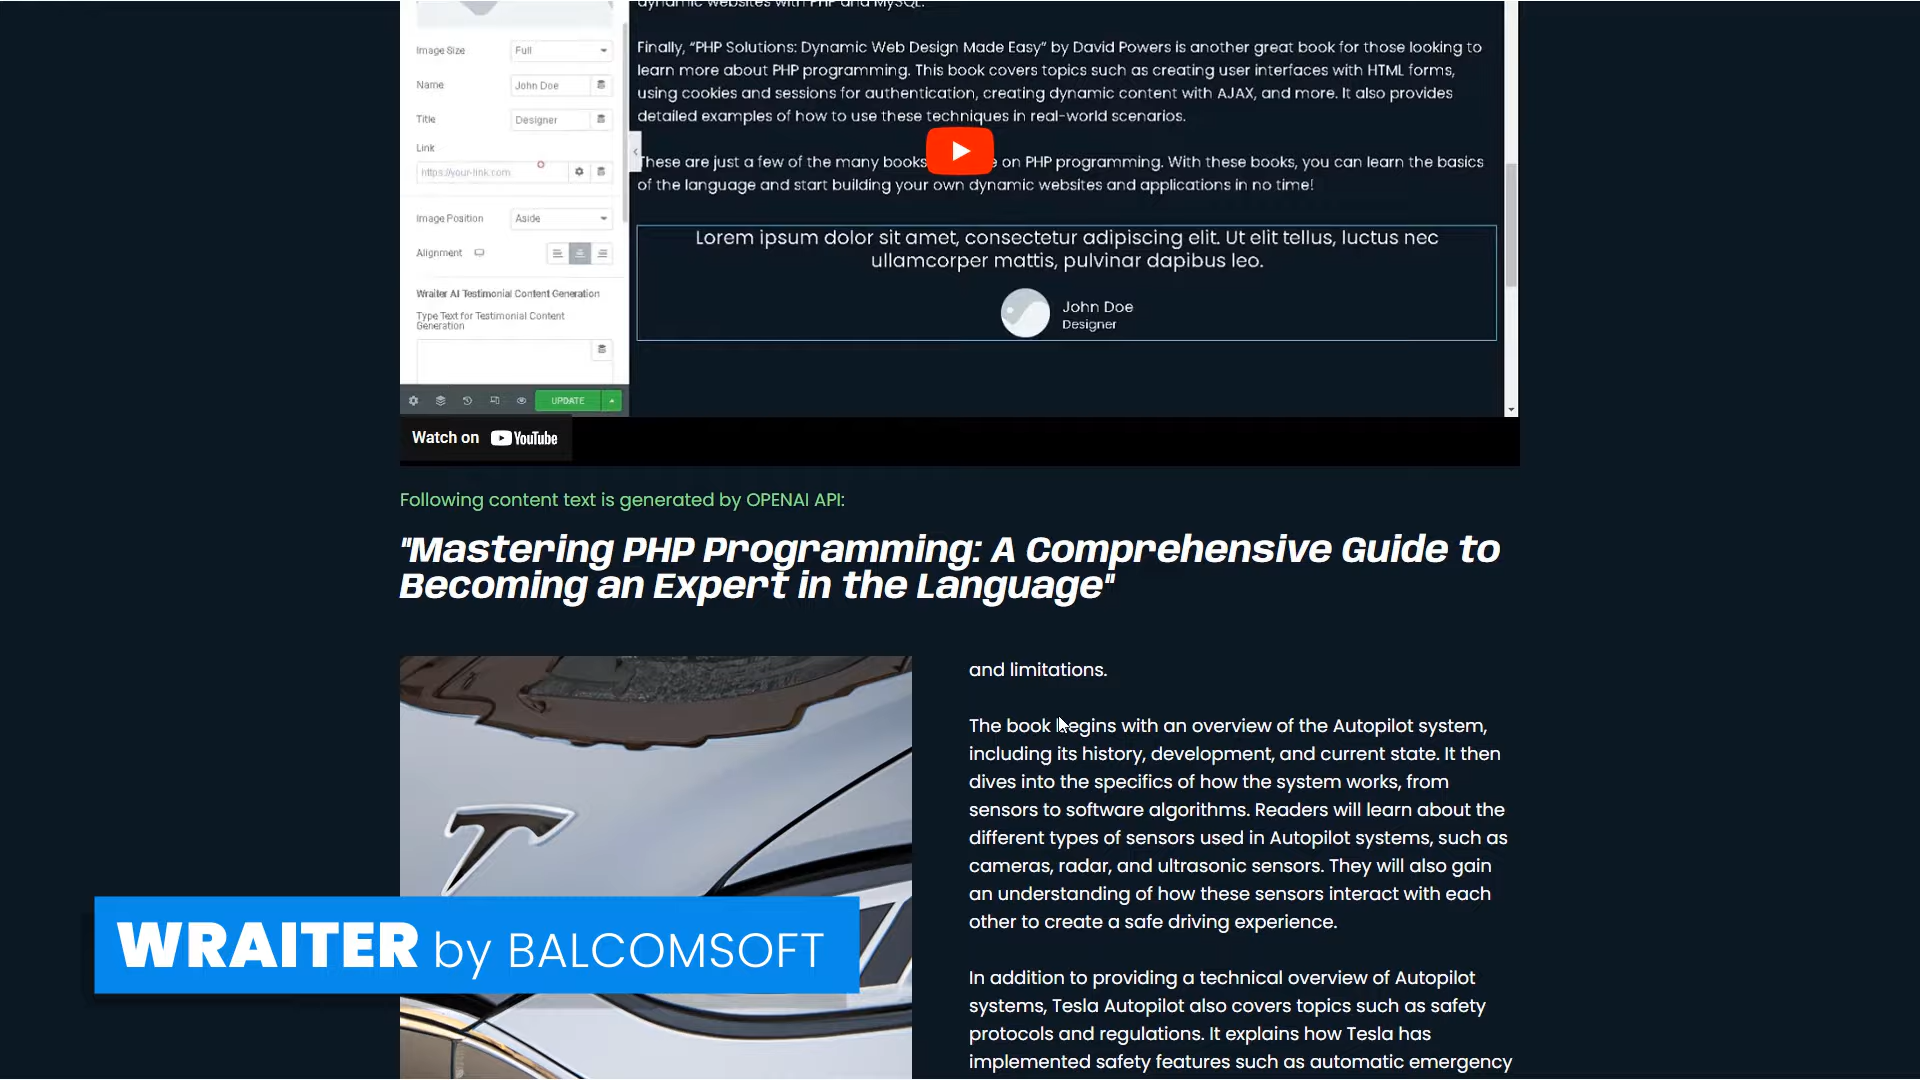 dynamic websites with PHP and MySQL.
Image Size
Full
Name
John Doe
Title
Designer
Link
https://your-link.com
Image Position
Aside
Alignment
Wraiter AI Testimonial Content Generation
Type Text for Testimonial Content
Generation
UPDATE
Finally, “PHP Solutions: Dynamic Web Design Made Easy” by David Powers is another great book for those looking to
learn more about PHP programming. This book covers topics such as creating user interfaces with HTML forms,
using cookies and sessions for authentication, creating dynamic content with AJAX, and more. It also provides
detailed examples of how to use these techniques in real-world scenarios.
These are just a few of the many books on PHP programming. With these books, you can learn the basics
of the language and start building your own dynamic websites and applications in no time!
Lorem ipsum dolor sit amet, consectetur adipiscing elit. Ut elit tellus, luctus nec
ullamcorper mattis, pulvinar dapibus leo.
John Doe
Designer
Watch on YouTube
Following content text is generated by OPENAI API:
"Mastering PHP Programming: A Comprehensive Guide to
Becoming an Expert in the Language"
and limitations.
The book begins with an overview of the Autopilot system,
including its history, development, and current state. It then
dives into the specifics of how the system works, from
sensors to software algorithms. Readers will learn about the
different types of sensors used in Autopilot systems, such as
cameras, radar, and ultrasonic sensors. They will also gain
an understanding of how these sensors interact with each
other to create a safe driving experience.
In addition to providing a technical overview of Autopilot
systems, Tesla Autopilot also covers topics such as safety
protocols and regulations. It explains how Tesla has
implemented safety features such as automatic emergency
WRAITER by BALCOMSOFT